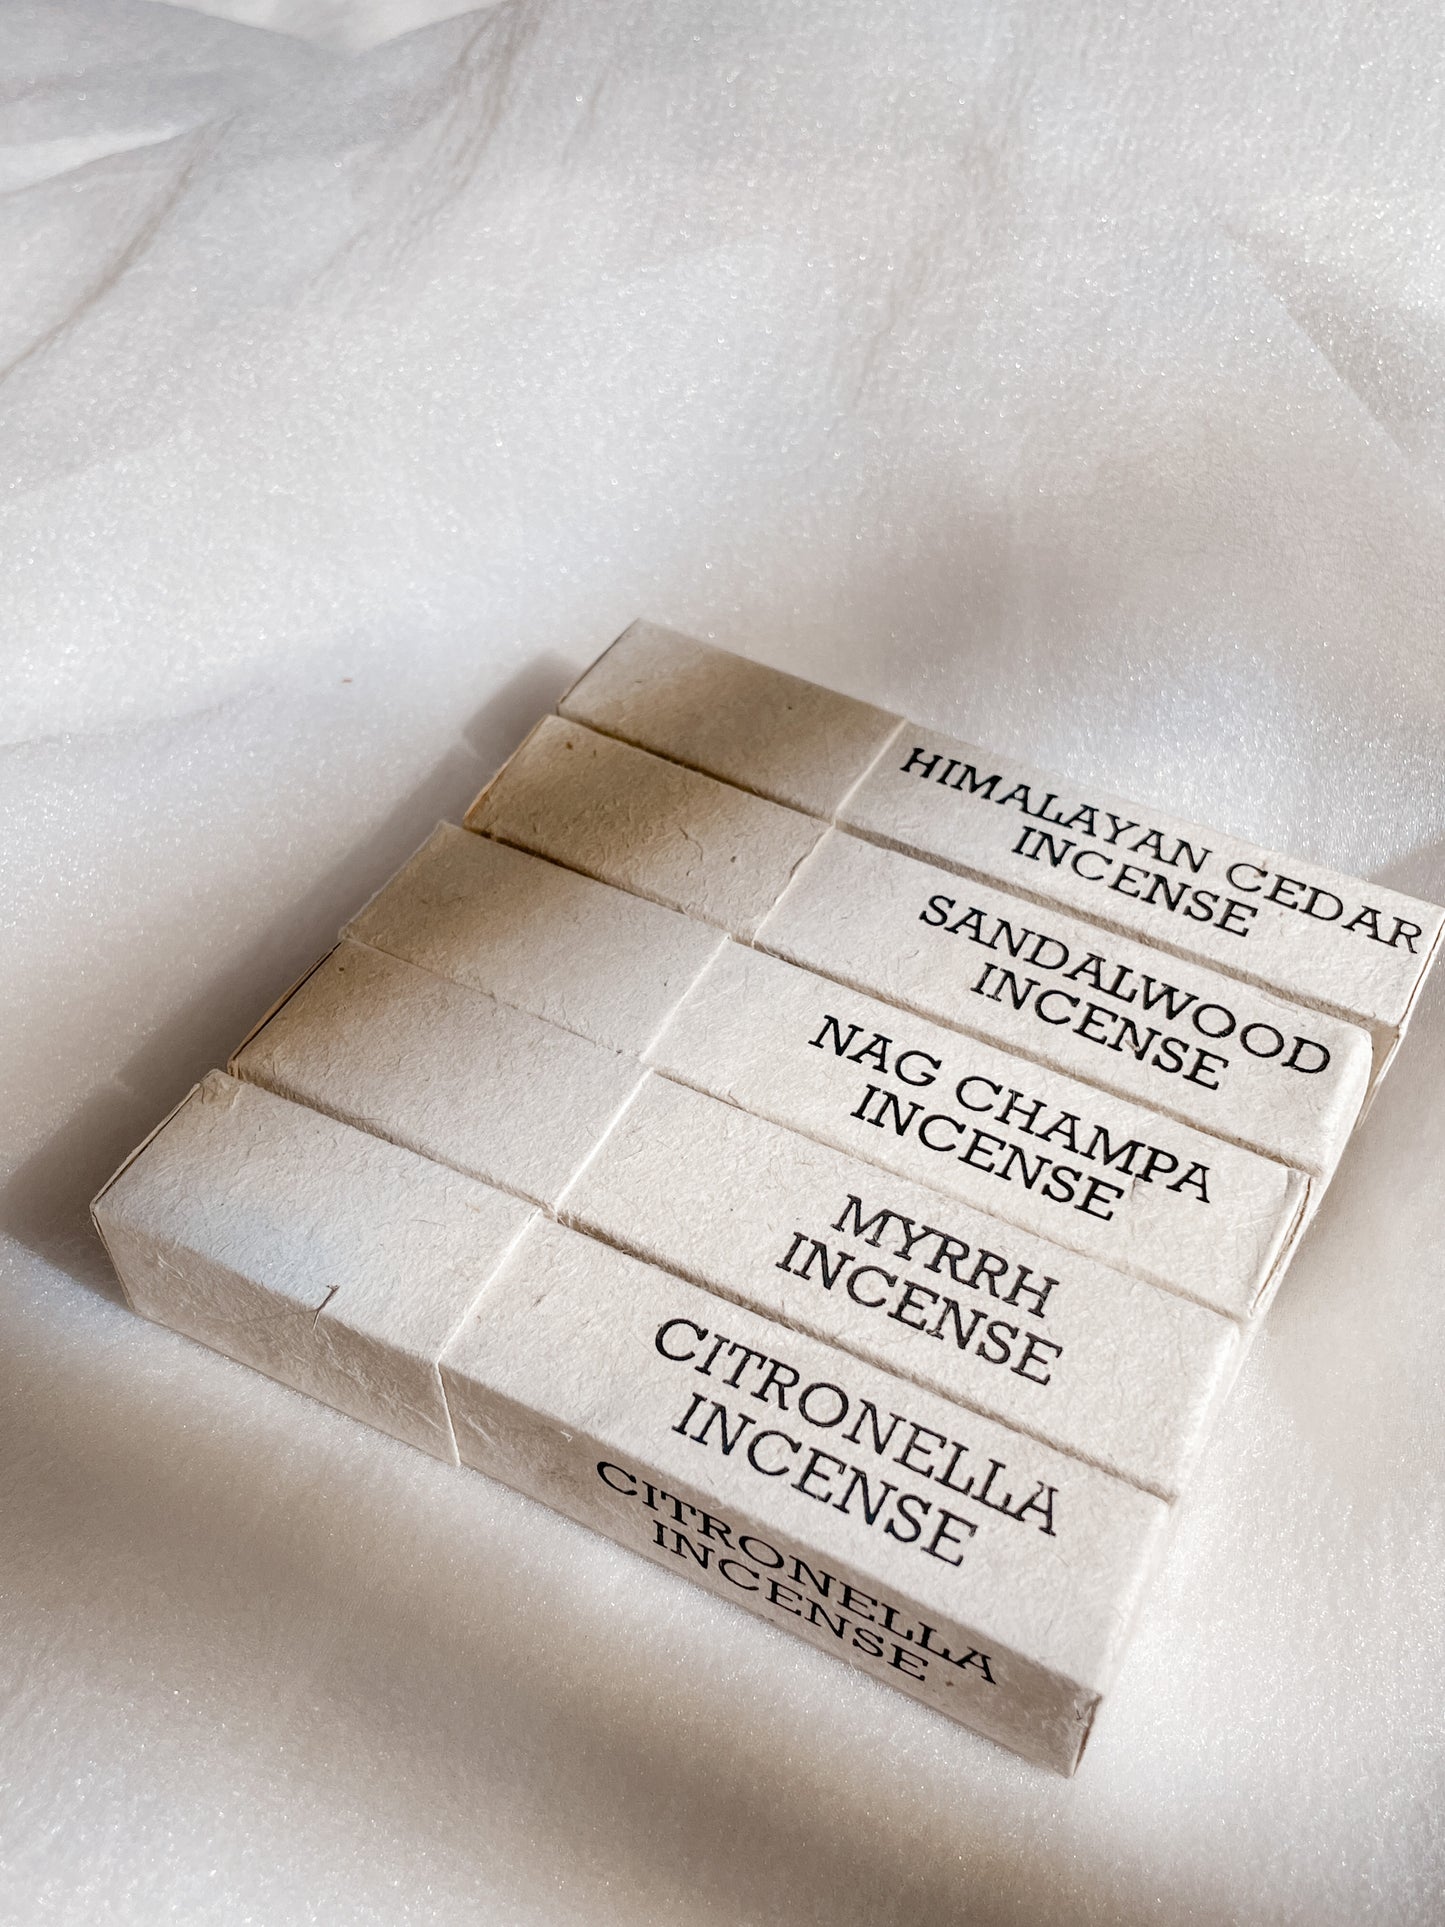 HIMALAYAN CEDAR
INCENSE
SANDALWOOD
INCENSE
NAG CHAMPA
INCENSE
MYRRH
INCENSE
CITRONELLA
INCENSE
CITRONELLA
INCENSE